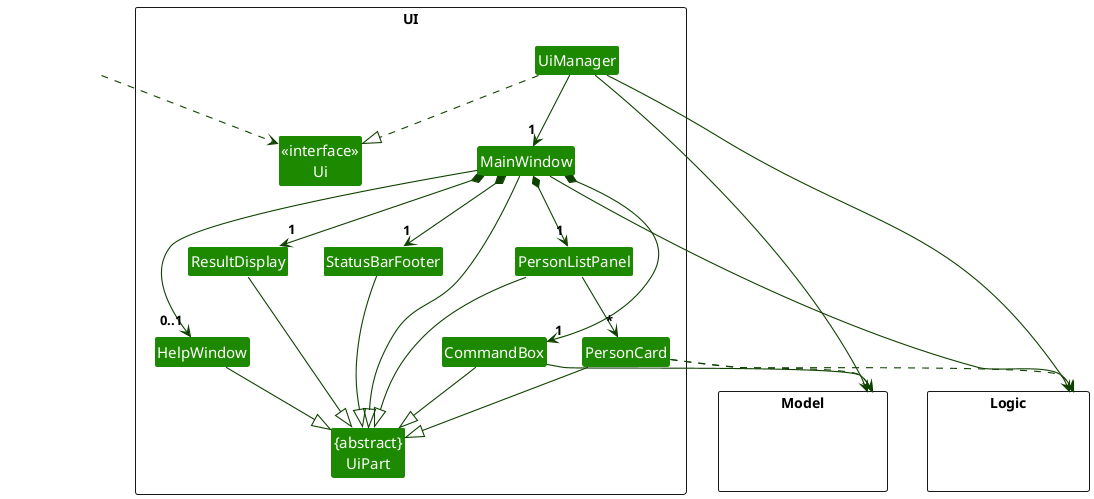 UI
UiManager
1
«interface»
Ui
MainWindow
1
1
1
ResultDisplay
StatusBarFooter
PersonListPanel
0..1
1
*
HelpWindow
CommandBox
PersonCard
Model
Logic
{abstract}
UiPart